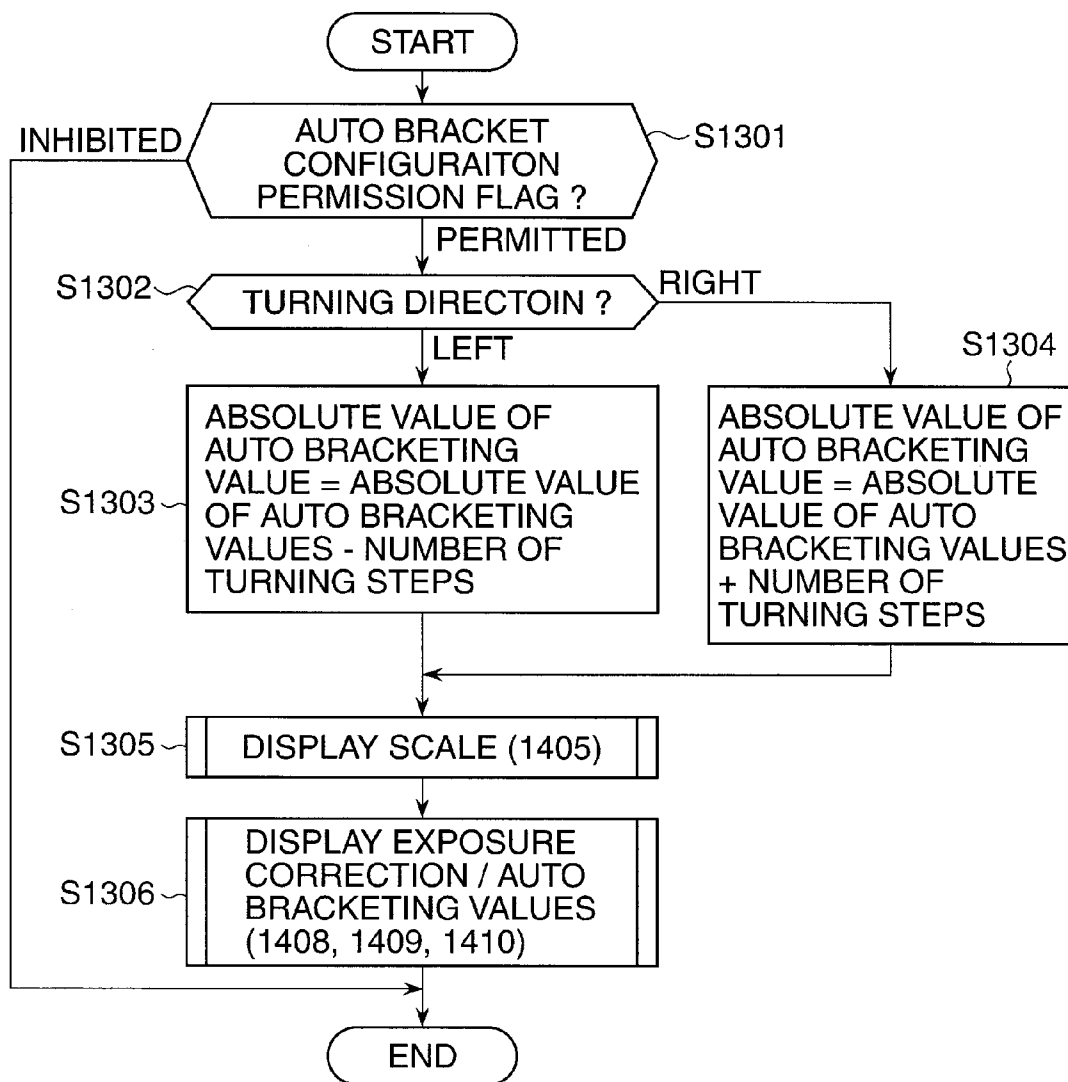 START
INHIBITED
AUTO BRACKET
CONFIGURAITON
PERMISSION FLAG ?
S1301
PERMITTED
S1302
TURNING DIRECTOIN ?
RIGHT
LEFT
S1304
S1303
ABSOLUTE VALUE OF
AUTO BRACKETING
VALUE = ABSOLUTE VALUE
OF AUTO BRACKETING
VALUES - NUMBER OF
TURNING STEPS
ABSOLUTE VALUE OF
AUTO BRACKETING
VALUE = ABSOLUTE
VALUE OF AUTO
BRACKETING VALUES
+ NUMBER OF
TURNING STEPS
S1305
DISPLAY SCALE (1405)
S1306
DISPLAY EXPOSURE
CORRECTION / AUTO
BRACKETING VALUES
(1408, 1409, 1410)
END